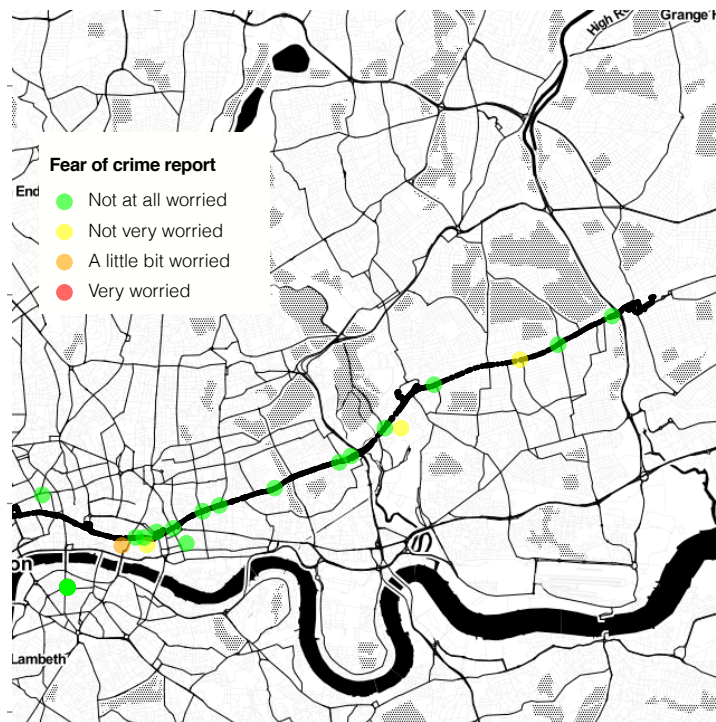 High R
Grange H
Fear of crime report
End
Not at all worried
Not very worried
A little bit worried
Very worried
on
Lambeth